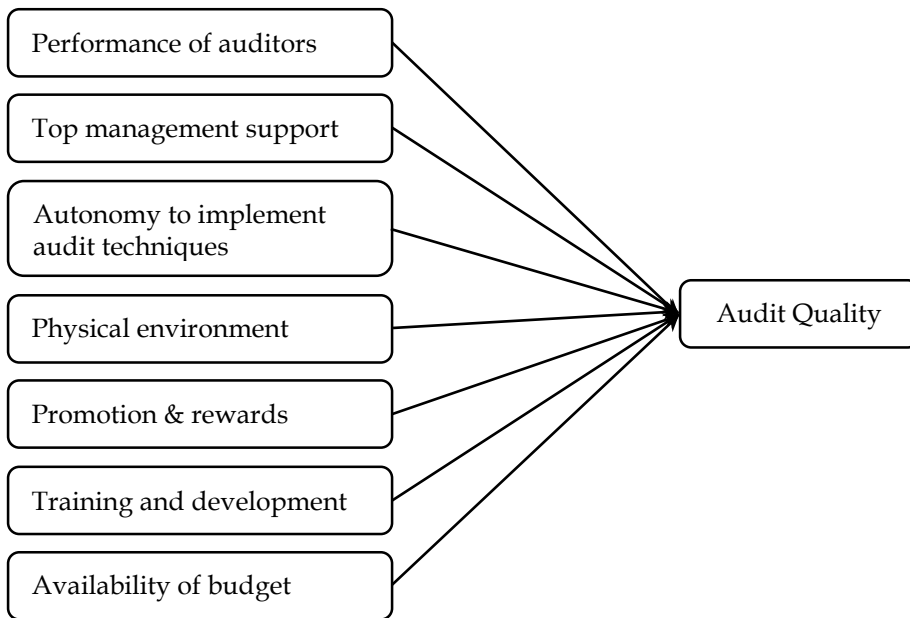 Performance of auditors
Top management support
Autonomy to implement
audit techniques
Physical environment
Audit Quality
Promotion & rewards
Training and development
Availability of budget